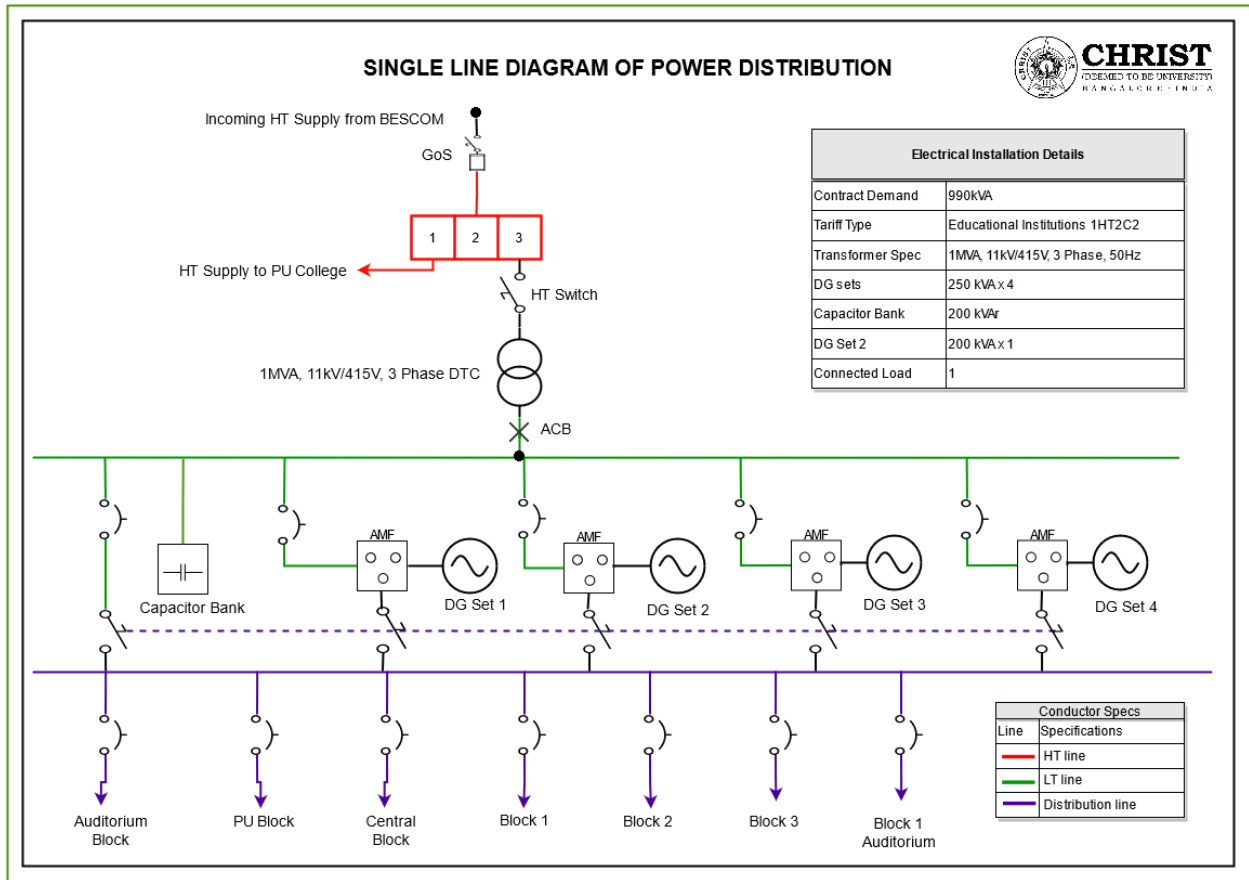 SINGLE LINE DIAGRAM OF POWER DISTRIBUTION
CHRIST
(DEEMED TO BE UNIVERSITY)
BANGALORE · INDIA
Incoming HT Supply from BESCOM
GoS
1 2 3
HT Supply to PU College
HT Switch
1MVA, 11kV/415V, 3 Phase DTC
ACB
Electrical Installation Details
Contract Demand 990kVA
Tariff Type Educational Institutions 1HT2C2
Transformer Spec 1MVA, 11kV/415V, 3 Phase, 50Hz
DG sets 250 kVA x 4
Capacitor Bank 200 kVAr
DG Set 2 200 kVA x 1
Connected Load 1
AMF AMF AMF AMF
Capacitor Bank
DG Set 1
DG Set 2
DG Set 3
DG Set 4
Auditorium
Block
PU Block
Central
Block
Block 1
Block 2
Block 3
Block 1
Auditorium
Conductor Specs
Line Specifications
HT line
LT line
Distribution line